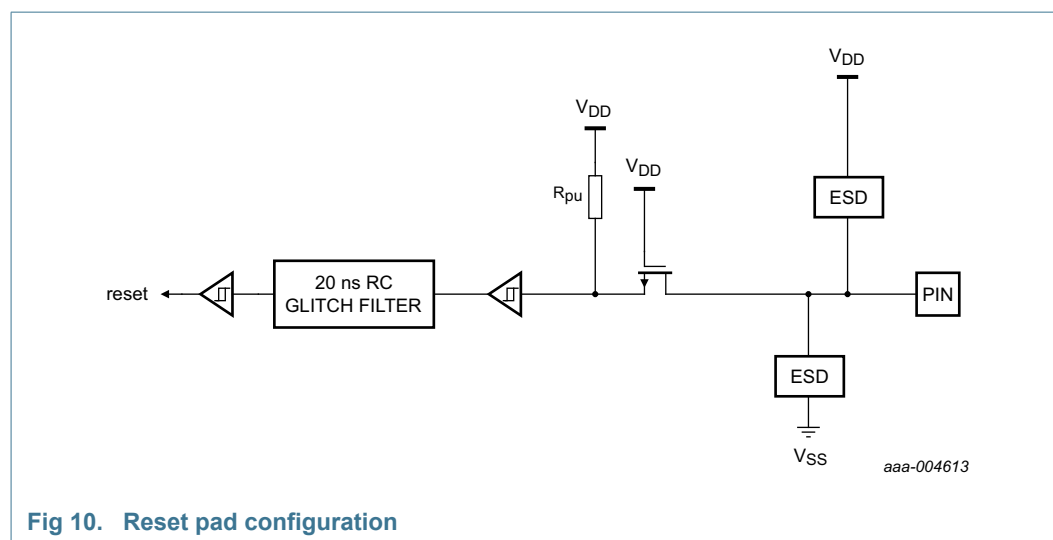 VDD
VDD
VDD
Rpu
ESD
reset
20 ns RC
GLITCH FILTER
PIN
ESD
VSS
aaa-004613
Fig 10. Reset pad configuration